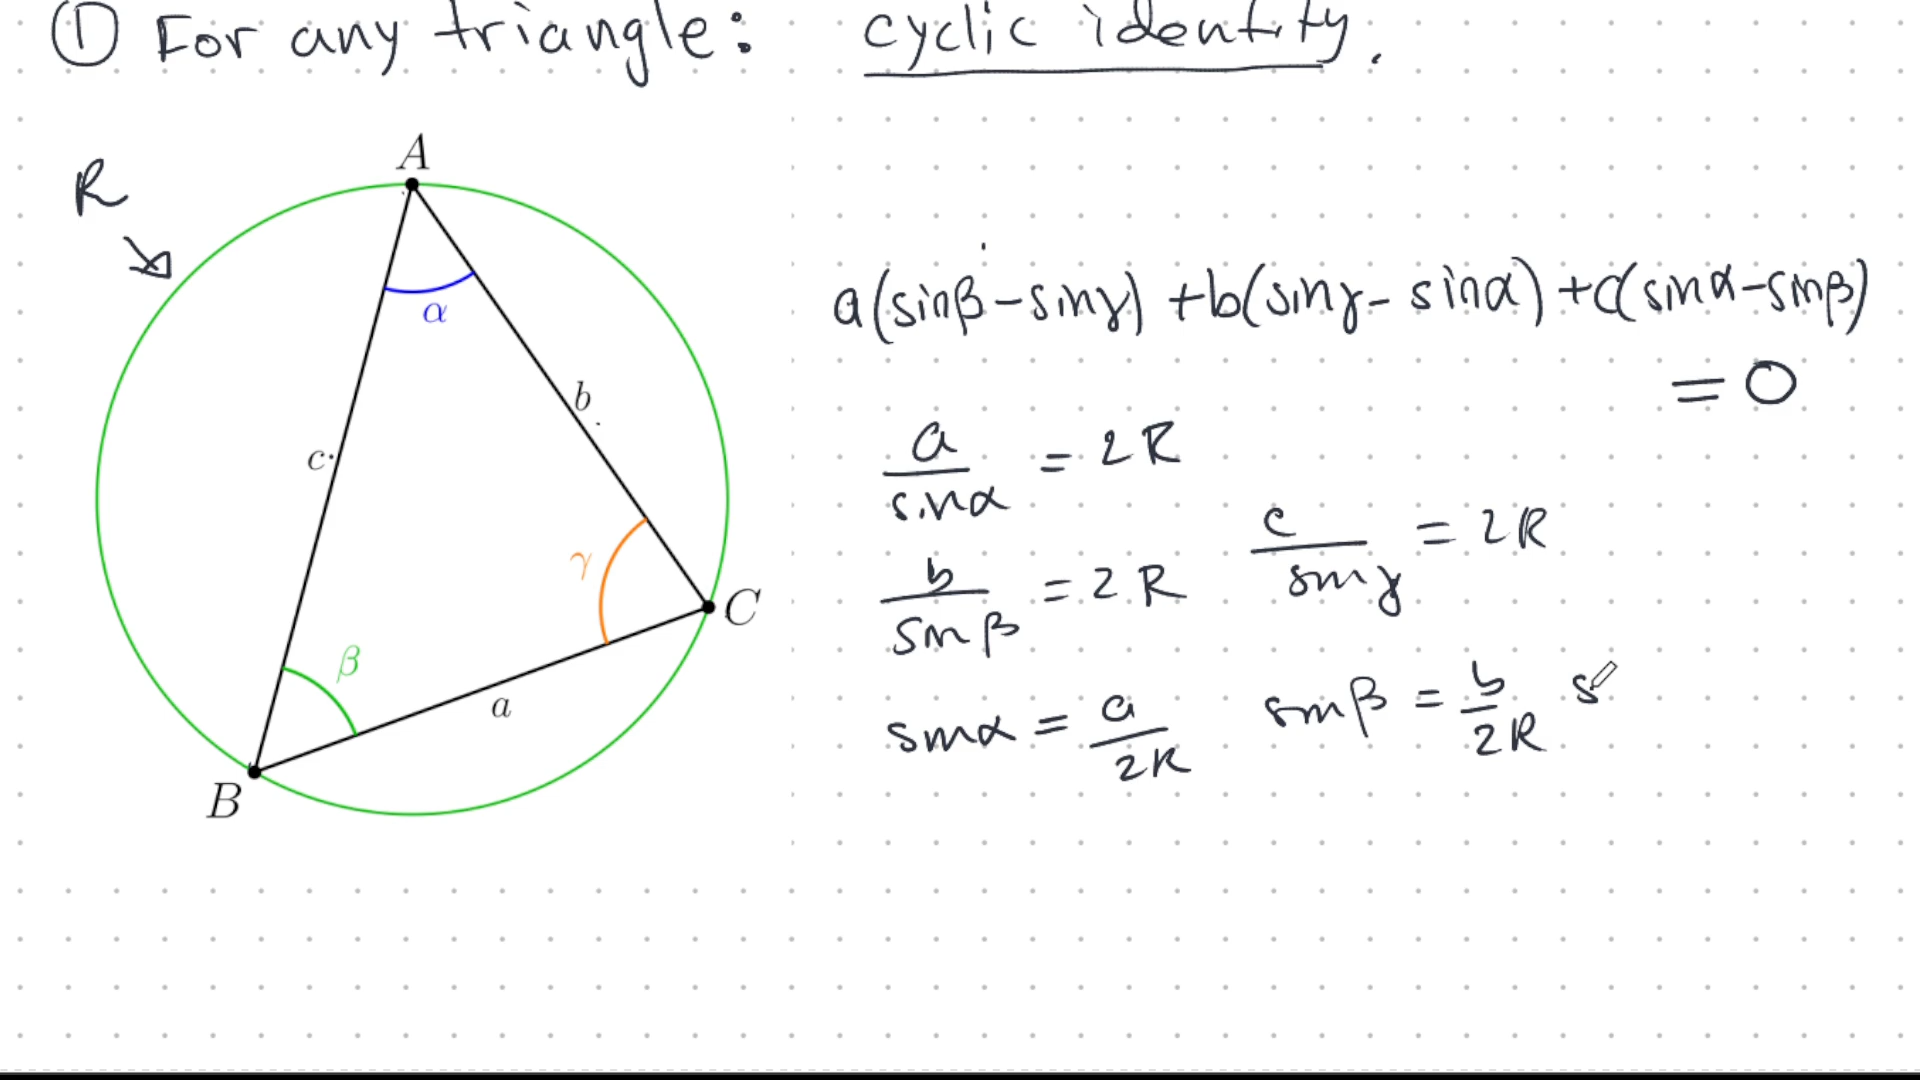 ① For any triangle: cyclic identity.
R
A
α
b
c
γ
C
β
a
B
a(sinβ-sinγ)+b(sinγ-sinα)+c(sinα-sinβ)
=0
a/sinα = 2R
b/sinβ = 2R c/sinγ = 2R
sinα = a/2R sinβ = b/2R s